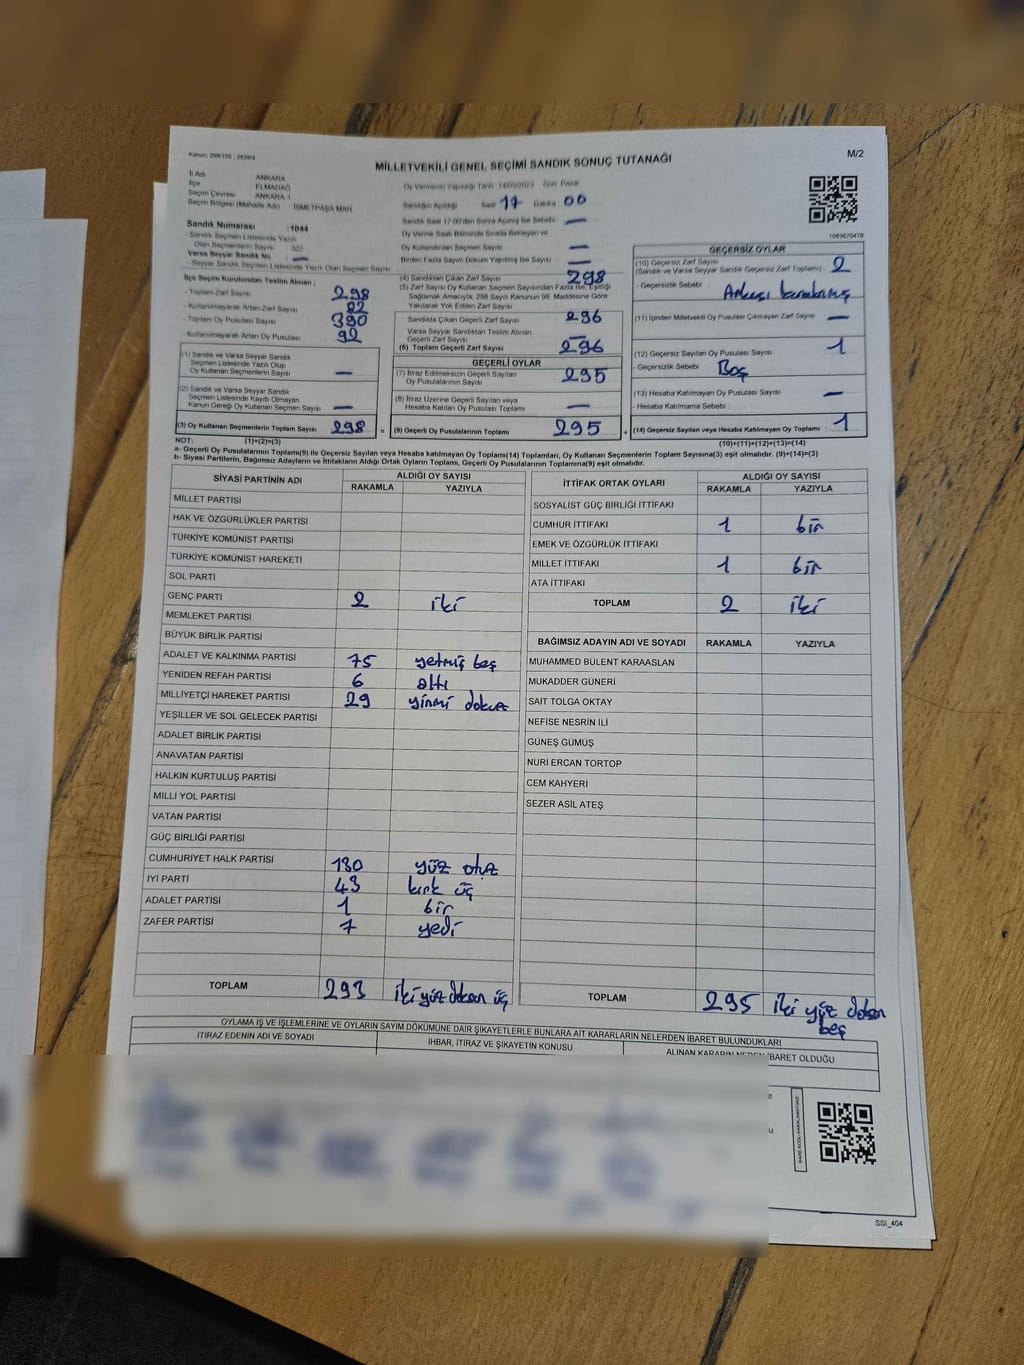 Kanun: 298/105 , 2839/4
M/2
MİLLETVEKİLİ GENEL SEÇİMİ SANDIK SONUÇ TUTANAĞI
İl Adı ANKARA
İlçe ELMADAĞ
Seçim Çevresi ANKARA-1
Seçim Bölgesi (Mahalle Adı) : İSMETPAŞA MAH.
Oy Vermenin Yapıldığı Tarih 14/05/2023 Gün Pazar
Sandığın Açıldığı Saat 17 Dakika 00
Sandık Saat 17:00'den Sonra Açılmış İse Sebebi —
Oy Verme Saati Bitiminde Sırada Bekleyen ve
Oy Kullandırılan Seçmen Sayısı —
Birden Fazla Sayım Döküm Yapılmış İse Sayısı —
Sandık Numarası :1044
- Sandık Seçmen Listesinde Yazılı
Olan Seçmenlerin Sayısı
Varsa Seyyar Sandık No —
- Seyyar Sandık Seçmen Listesinde Yazılı Olan Seçmen Sayısı
İlçe Seçim Kurulundan Teslim Alınan :
- Toplam Zarf Sayısı
- Kullanılmayarak Artan Zarf Sayısı
- Toplam Oy Pusulası Sayısı 390
- Kullanılmayarak Artan Oy Pusulası 92
(1) Sandık ve Varsa Seyyar Sandık
Seçmen Listesinde Yazılı Olup
Oy Kullanan Seçmenlerin Sayısı —
(2) Sandık ve Varsa Seyyar Sandık
Seçmen Listesinde Kaydı Olmayan
Kanun Gereği Oy Kullanan Seçmen Sayısı —
(3) Oy Kullanan Seçmenlerin Toplam Sayısı 298 =
(4) Sandıktan Çıkan Zarf Sayısı 298
(5) Zarf Sayısı Oy Kullanan Seçmen Sayısından Fazla İse, Eşitliği
Sağlamak Amacıyla, 298 Sayılı Kanunun 98. Maddesine Göre
Yakılarak Yok Edilen Zarf Sayısı
Sandıkta Çıkan Geçerli Zarf Sayısı 296
Varsa Seyyar Sandıktan Teslim Alınan
Geçerli Zarf Sayısı —
(6) Toplam Geçerli Zarf Sayısı 296
GEÇERLİ OYLAR
(7) İtiraz Edilmeksizin Geçerli Sayılan
Oy Pusulalarının Sayısı 295
(8) İtiraz Üzerine Geçerli Sayılan veya
Hesaba Katılan Oy Pusulası Toplamı —
(9) Geçerli Oy Pusulalarının Toplamı 295 +
1083670478
GEÇERSİZ OYLAR
(10) Geçersiz Zarf Sayısı 2
(Sandık ve Varsa Seyyar Sandık Geçersiz Zarf Toplamı)
- Geçersizlik Sebebi :
(11) İçinden Milletvekili Oy Pusulası Çıkmayan Zarf Sayısı —
(12) Geçersiz Sayılan Oy Pusulası Sayısı 1
- Geçersizlik Sebebi Boş
(13) Hesaba Katılmayan Oy Pusulası Sayısı —
- Hesaba Katılmama Sebebi :
(14) Geçersiz Sayılan veya Hesaba Katılmayan Oy Toplamı : 1
NOT: (1)+(2)=(3)
(10)+(11)+(12)+(13)=(14)
a- Geçerli Oy Pusulalarının Toplamı(9) ile Geçersiz Sayılan veya Hesaba katılmayan Oy Toplamı(14) Toplamları, Oy Kullanan Seçmenlerin Toplam Sayısına(3) eşit olmalıdır. (9)+(14)=(3)
b- Siyasi Partilerin, Bağımsız Adayların ve İttifakların Aldığı Ortak Oyların Toplamı, Geçerli Oy Pusulalarının Toplamına(9) eşit olmalıdır.
SİYASİ PARTİNİN ADI ALDIĞI OY SAYISI
RAKAMLA YAZIYLA
MİLLET PARTİSİ
HAK VE ÖZGÜRLÜKLER PARTİSİ
TÜRKİYE KOMÜNİST PARTİSİ
TÜRKİYE KOMÜNİST HAREKETİ
SOL PARTİ
GENÇ PARTİ 2 iki
MEMLEKET PARTİSİ
BÜYÜK BİRLİK PARTİSİ
ADALET VE KALKINMA PARTİSİ 75 yetmiş beş
YENİDEN REFAH PARTİSİ 6 altı
MİLLİYETÇİ HAREKET PARTİSİ 29 yirmi dokuz
YEŞİLLER VE SOL GELECEK PARTİSİ
ADALET BİRLİK PARTİSİ
ANAVATAN PARTİSİ
HALKIN KURTULUŞ PARTİSİ
MİLLİ YOL PARTİSİ
VATAN PARTİSİ
GÜÇ BİRLİĞİ PARTİSİ
CUMHURİYET HALK PARTİSİ 130 yüz otuz
İYİ PARTİ 43 kırk üç
ADALET PARTİSİ 1 bir
ZAFER PARTİSİ 7 yedi
TOPLAM 293 iki yüz doksan üç
İTTİFAK ORTAK OYLARI ALDIĞI OY SAYISI
RAKAMLA YAZIYLA
SOSYALİST GÜÇ BİRLİĞİ İTTİFAKI
CUMHUR İTTİFAKI 1 bir
EMEK VE ÖZGÜRLÜK İTTİFAKI
MİLLET İTTİFAKI 1 bir
ATA İTTİFAKI
TOPLAM 2 iki
BAĞIMSIZ ADAYIN ADI VE SOYADI RAKAMLA YAZIYLA
MUHAMMED BÜLENT KARAASLAN
MUKADDER GÜNERİ
SAİT TOLGA OKTAY
NEFİSE NESRİN İLİ
GÜNEŞ GÜMÜŞ
NURİ ERCAN TORTOP
CEM KAHYERİ
SEZER ASİL ATEŞ
TOPLAM 295 iki yüz doksan
beş
OYLAMA İŞ VE İŞLEMLERİNE VE OYLARIN SAYIM DÖKÜMÜNE DAİR ŞİKAYETLERLE BUNLARA AİT KARARLARIN NELERDEN İBARET BULUNDUKLARI
İTİRAZ EDENİN ADI VE SOYADI İHBAR, İTİRAZ VE ŞİKAYETİN KONUSU ALINAN KARARIN NEDEN İBARET OLDUĞU
SSI_404